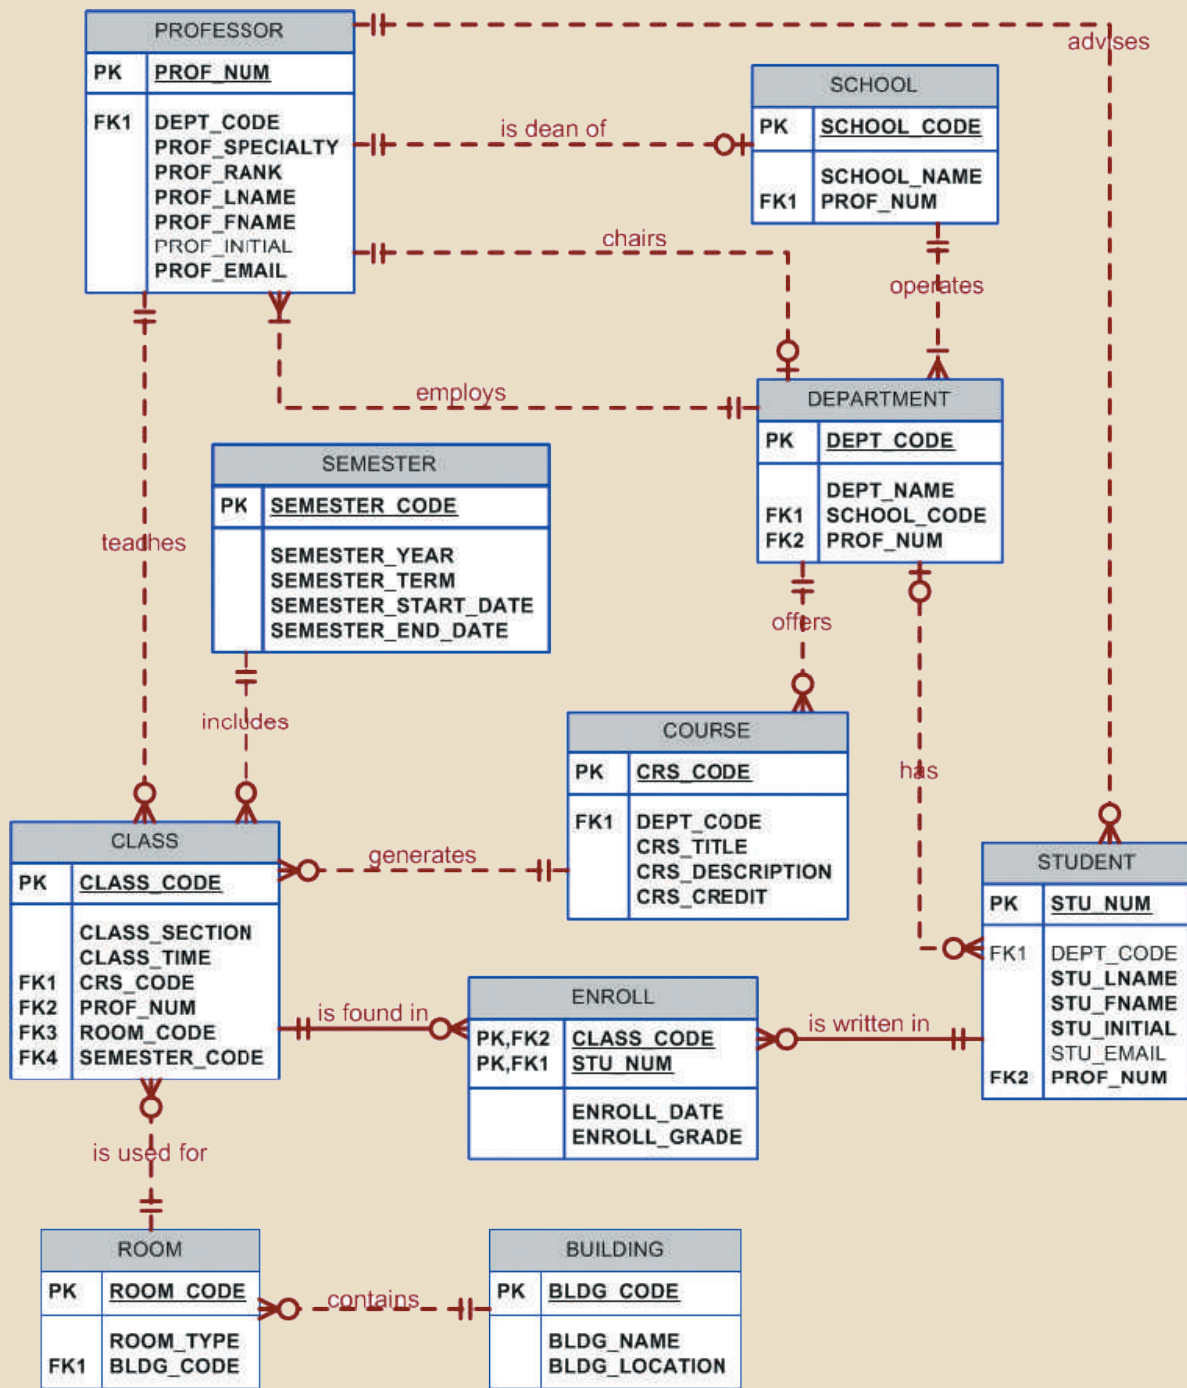 PROFESSOR
PK PROF_NUM
FK1 DEPT_CODE
PROF_SPECIALTY
PROF_RANK
PROF_LNAME
PROF_FNAME
PROF_INITIAL
PROF_EMAIL
advises
is dean of
SCHOOL
PK SCHOOL_CODE
SCHOOL_NAME
FK1 PROF_NUM
chairs
operates
employs
DEPARTMENT
PK DEPT_CODE
DEPT_NAME
FK1 SCHOOL_CODE
FK2 PROF_NUM
SEMESTER
PK SEMESTER_CODE
SEMESTER_YEAR
SEMESTER_TERM
SEMESTER_START_DATE
SEMESTER_END_DATE
teaches
offers
includes
has
COURSE
PK CRS_CODE
FK1 DEPT_CODE
CRS_TITLE
CRS_DESCRIPTION
CRS_CREDIT
CLASS
PK CLASS_CODE
CLASS_SECTION
CLASS_TIME
FK1 CRS_CODE
FK2 PROF_NUM
FK3 ROOM_CODE
FK4 SEMESTER_CODE
generates
STUDENT
PK STU_NUM
FK1 DEPT_CODE
STU_LNAME
STU_FNAME
STU_INITIAL
STU_EMAIL
FK2 PROF_NUM
is found in
ENROLL
PK,FK2 CLASS_CODE
PK,FK1 STU_NUM
ENROLL_DATE
ENROLL_GRADE
is written in
is used for
ROOM
PK ROOM_CODE
ROOM_TYPE
FK1 BLDG_CODE
contains
BUILDING
PK BLDG_CODE
BLDG_NAME
BLDG_LOCATION